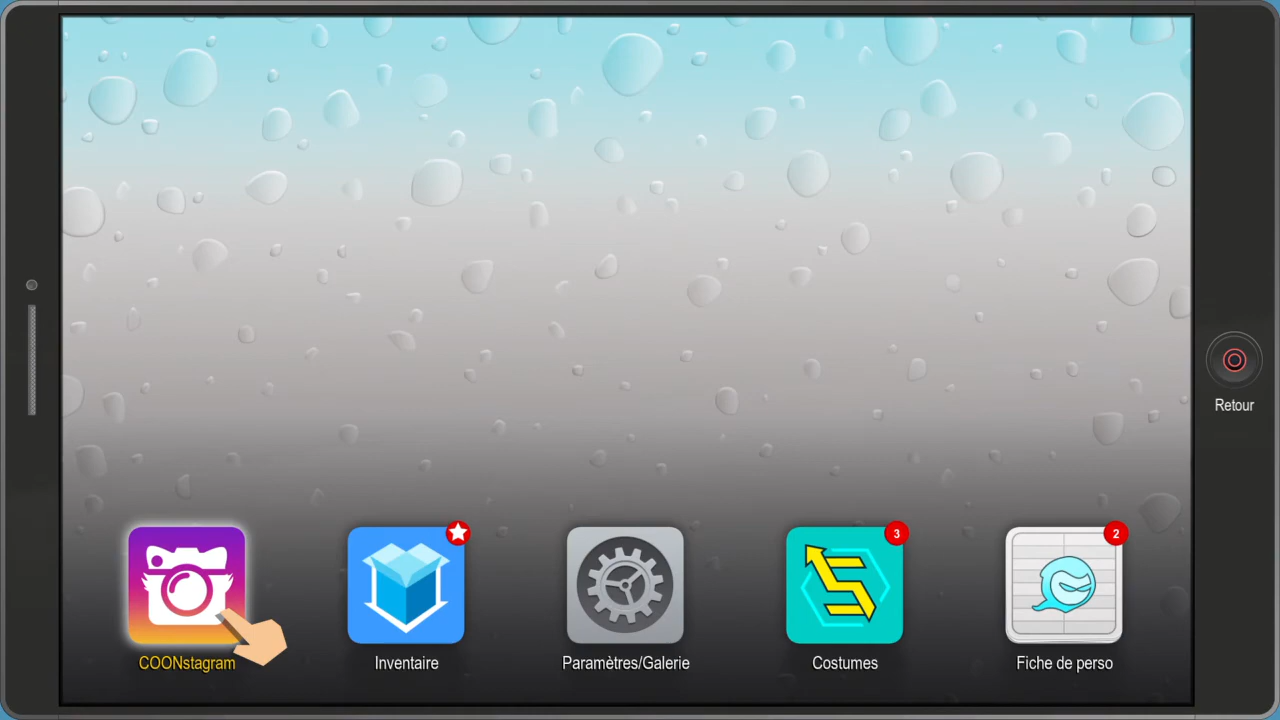 Retour
3
2
COONstagram
Inventaire
Paramètres/Galerie
Costumes
Fiche de perso